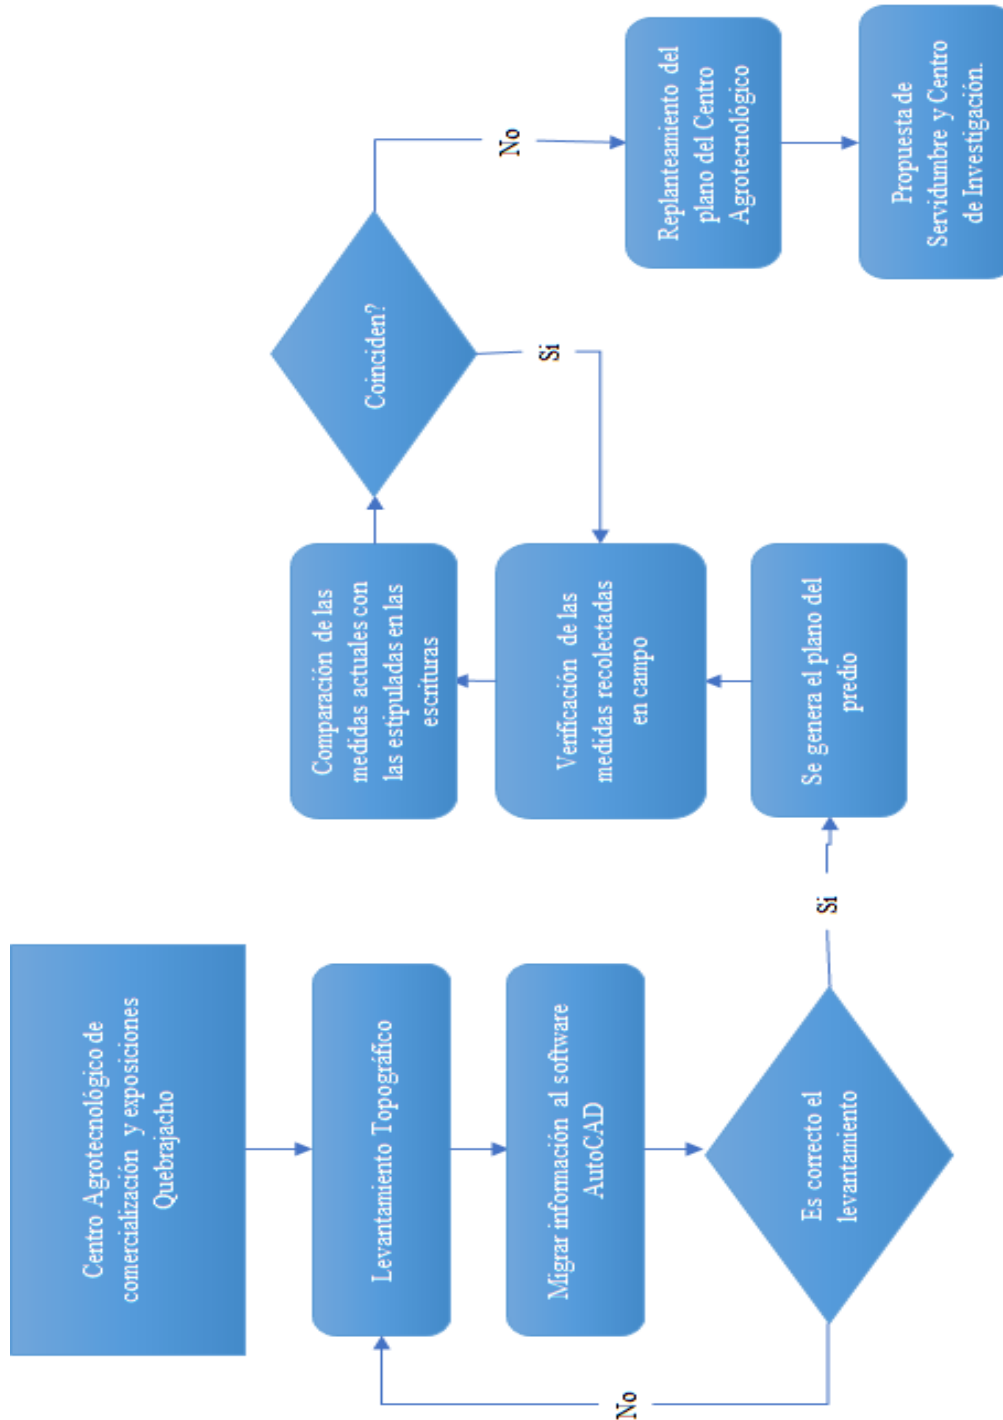 Centro Agrotecnológico de
comercialización y exposiciones
Quebrajacho
Levantamiento Topográfico
Migrar información al software
AutoCAD
Es correcto el
levantamiento
No
Si
Se genera el plano del
predio
Verificación de las
medidas recolectadas
en campo
Comparación de las
medidas actuales con
las estipuladas en las
escrituras
Coinciden?
Si
No
Replanteamiento del
plano del Centro
Agrotecnológico
Propuesta de
Servidumbre y Centro
de Investigación.